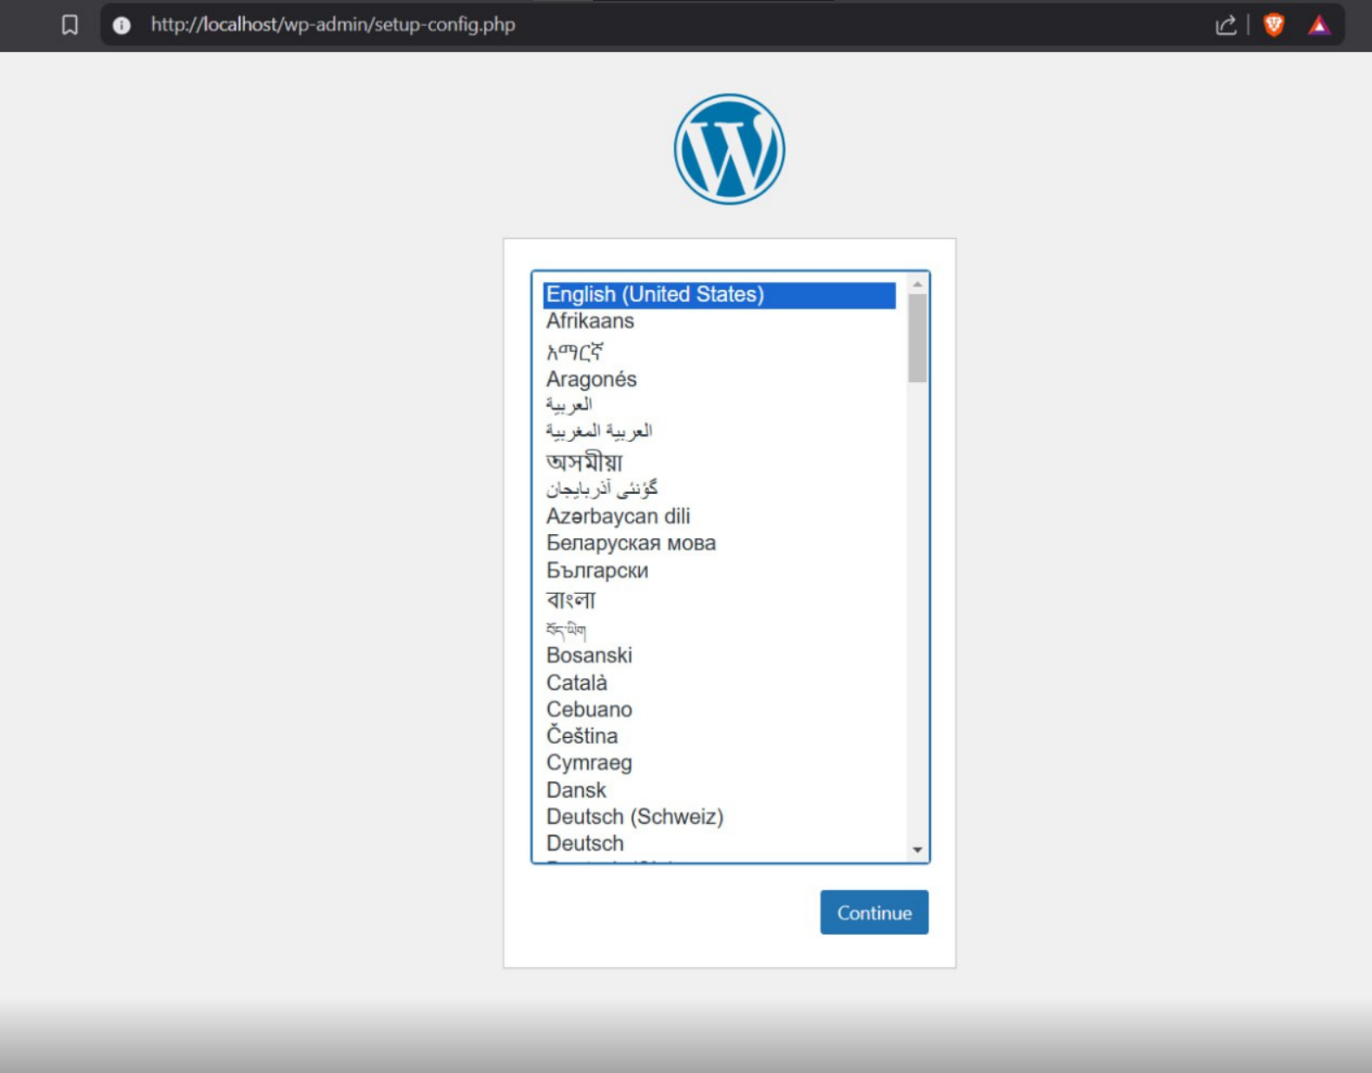 http://localhost/wp-admin/setup-config.php
English (United States)
Afrikaans
አማርኛ
Aragonés
العربية
العربية المغربية
অসমীয়া
گؤنئی آذربایجان
Azərbaycan dili
Беларуская мова
Български
বাংলা
བོད་ཡིག
Bosanski
Català
Cebuano
Čeština
Cymraeg
Dansk
Deutsch (Schweiz)
Deutsch
Continue